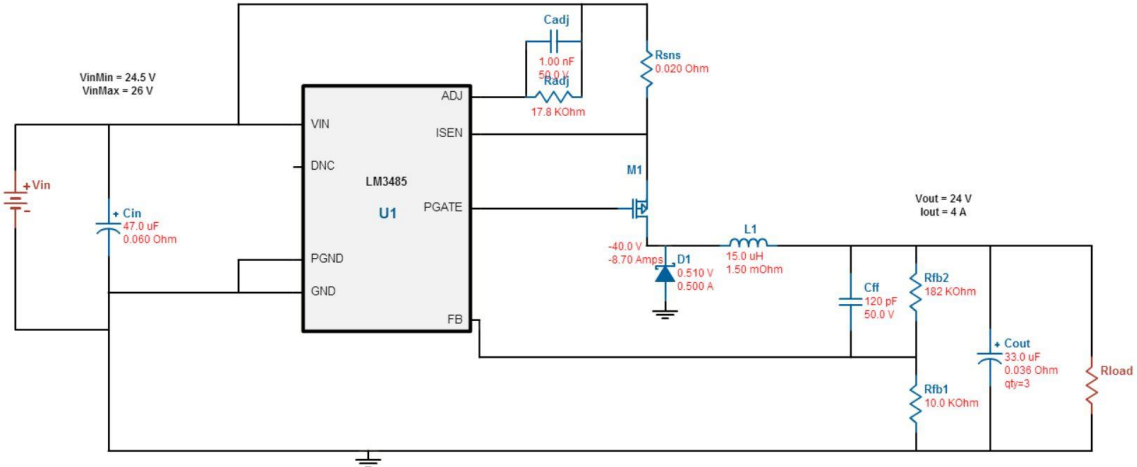 Cadj
1.00 nF
50.0 V
Radj
17.8 KOhm
Rsns
0.020 Ohm
VinMin = 24.5 V
VinMax = 26 V
ADJ
VIN
ISEN
DNC
LM3485
U1
PGATE
PGND
GND
FB
+ Vin
-
+ Cin
47.0 uF
0.060 Ohm
M1
-40.0 V
-8.70 Amps
D1
0.510 V
0.500 A
L1
15.0 uH
1.50 mOhm
Vout = 24 V
Iout = 4 A
Cff
120 pF
50.0 V
Rfb2
182 KOhm
Rfb1
10.0 KOhm
+ Cout
33.0 uF
0.036 Ohm
qty=3
Rload